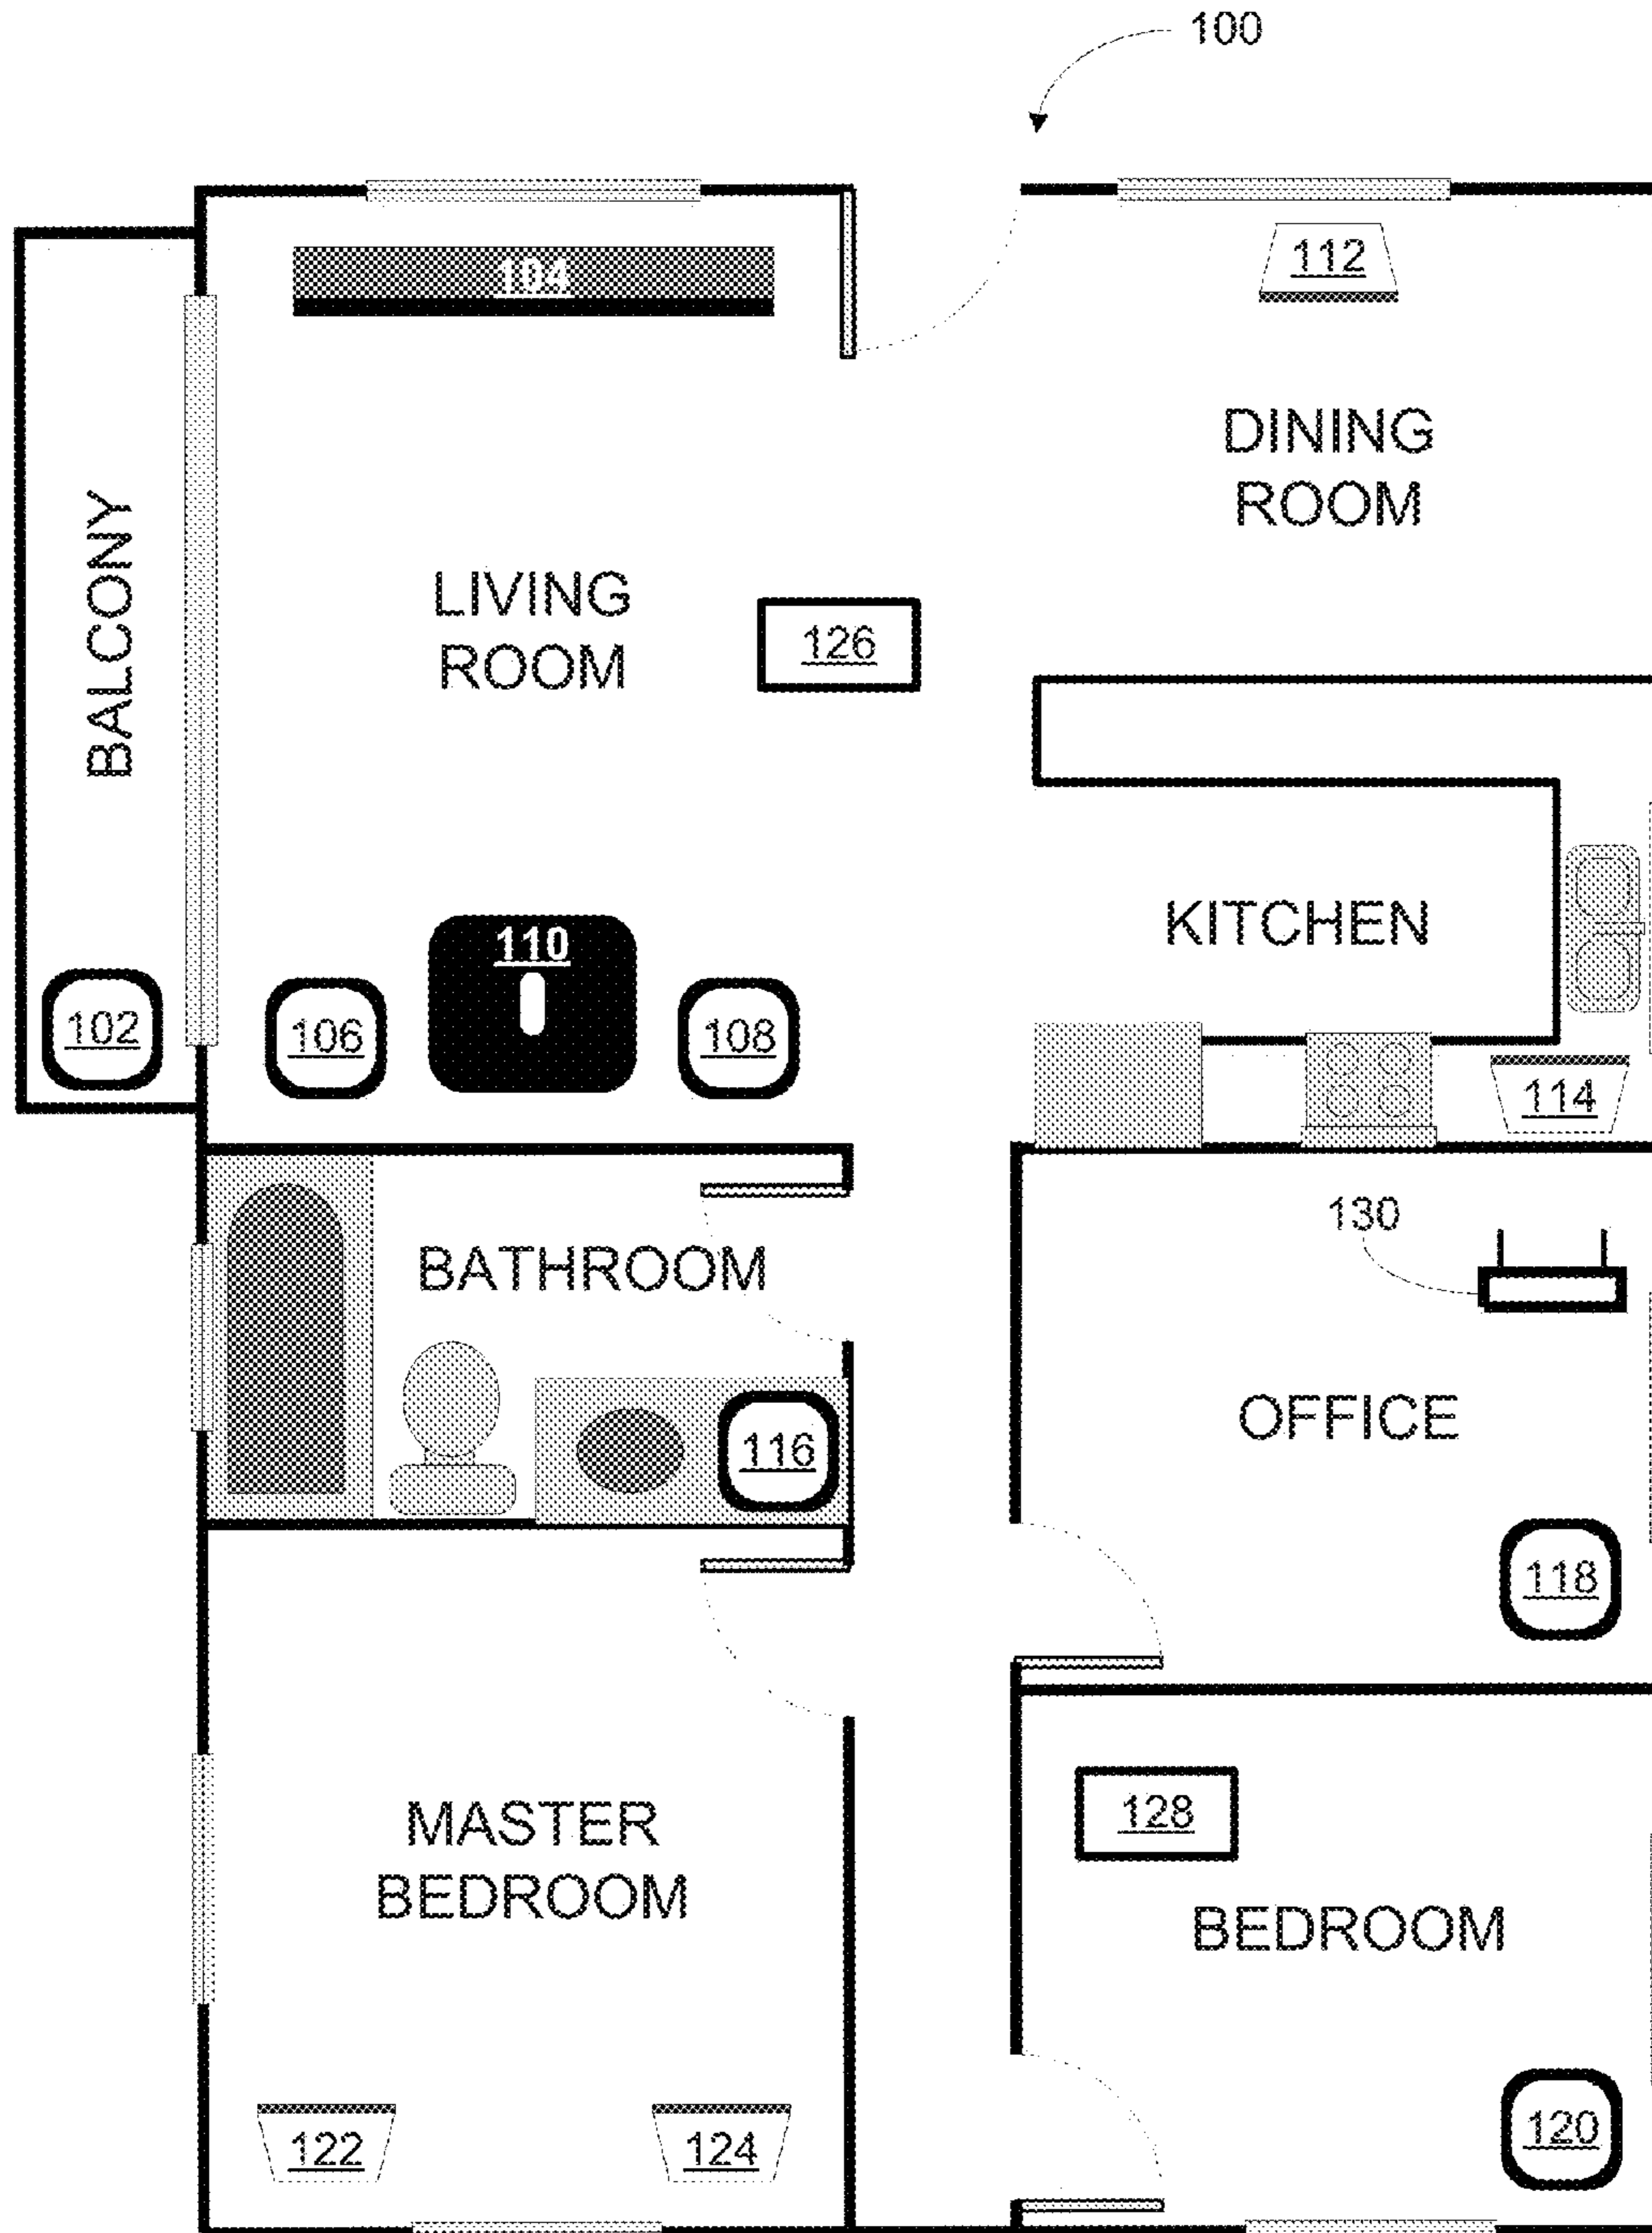 100
104
112
DINING
ROOM
BALCONY
LIVING
ROOM
126
KITCHEN
110
102
106
108
114
130
BATHROOM
OFFICE
116
118
MASTER
BEDROOM
128
BEDROOM
122
124
120